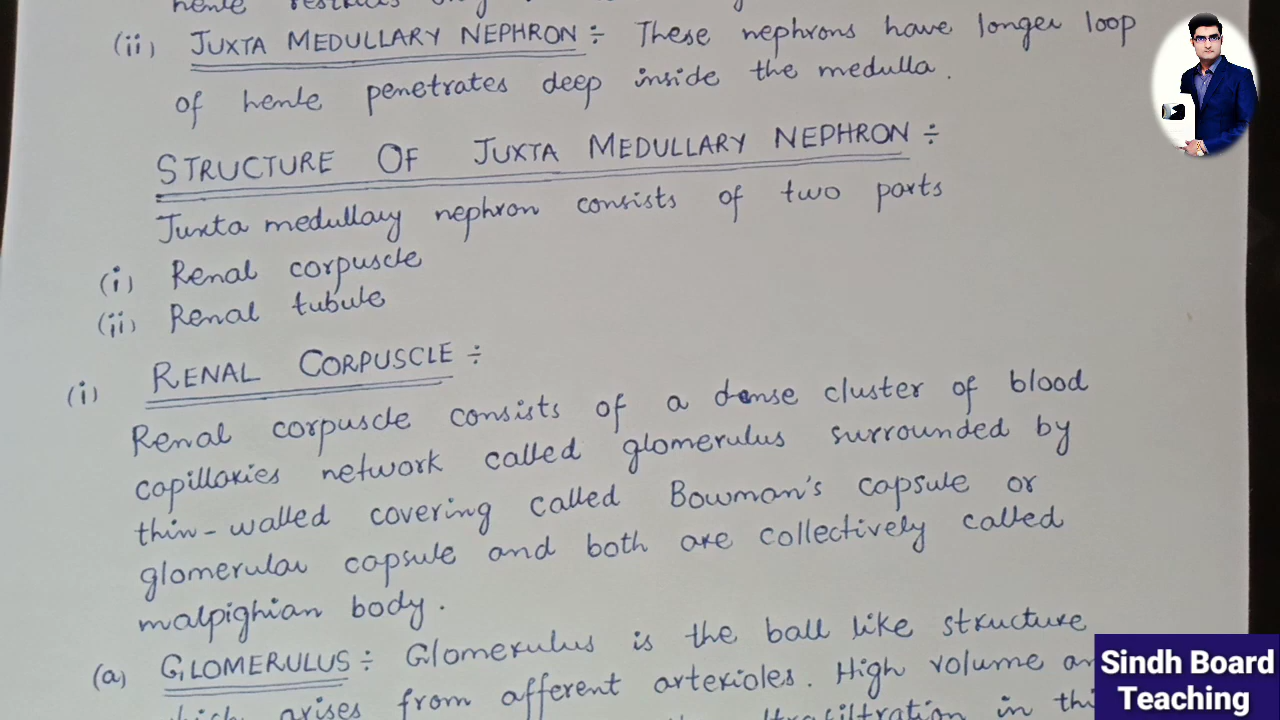 henle
(ii) JUXTA MEDULLARY NEPHRON ÷ These nephrons have longer loop
of henle penetrates deep inside the medulla.
STRUCTURE OF JUXTA MEDULLARY NEPHRON ÷
Juxta medullary nephron consists of two parts
(i) Renal corpuscle
(ii) Renal tubule
(i) RENAL CORPUSCLE ÷
Renal corpuscle consists of a dense cluster of blood
capillaries network called glomerulus surrounded by
thin-walled covering called Bowman's capsule or
glomerular capsule and both are collectively called
malpighian body.
(a) GLOMERULUS ÷ Glomerulus is the ball like structure
which arises from afferent arterioles. High volume
in this
Sindh Board
Teaching